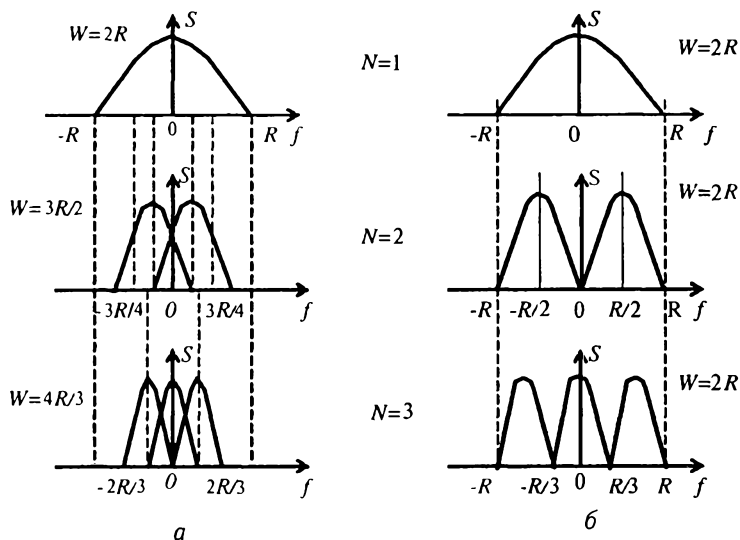 S
W=2R
-R
0
R
f
N=1
S
W=2R
-R
0
R
f
S
W=3R/2
-3R/4
0
3R/4
f
N=2
S
W=2R
-R
-R/2
0
R/2
R
f
S
W=4R/3
-2R/3
0
2R/3
f
N=3
S
W=2R
-R
-R/3
0
R/3
R
f
а
б